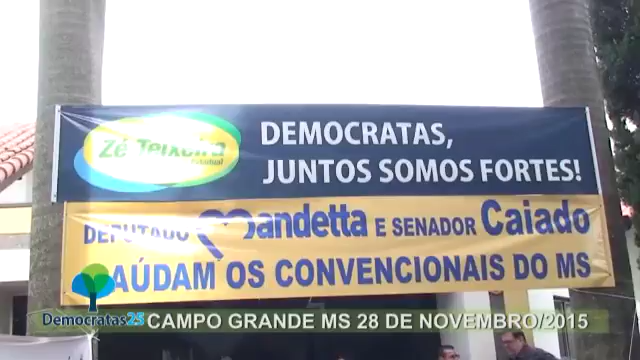 Zé Teixeira
DEMOCRATAS,
JUNTOS SOMOS FORTES!
DEPUTADO Mandetta E SENADOR Caiado
SAÚDAM OS CONVENCIONAIS DO MS
Democratas25 CAMPO GRANDE MS 28 DE NOVEMBRO/2015